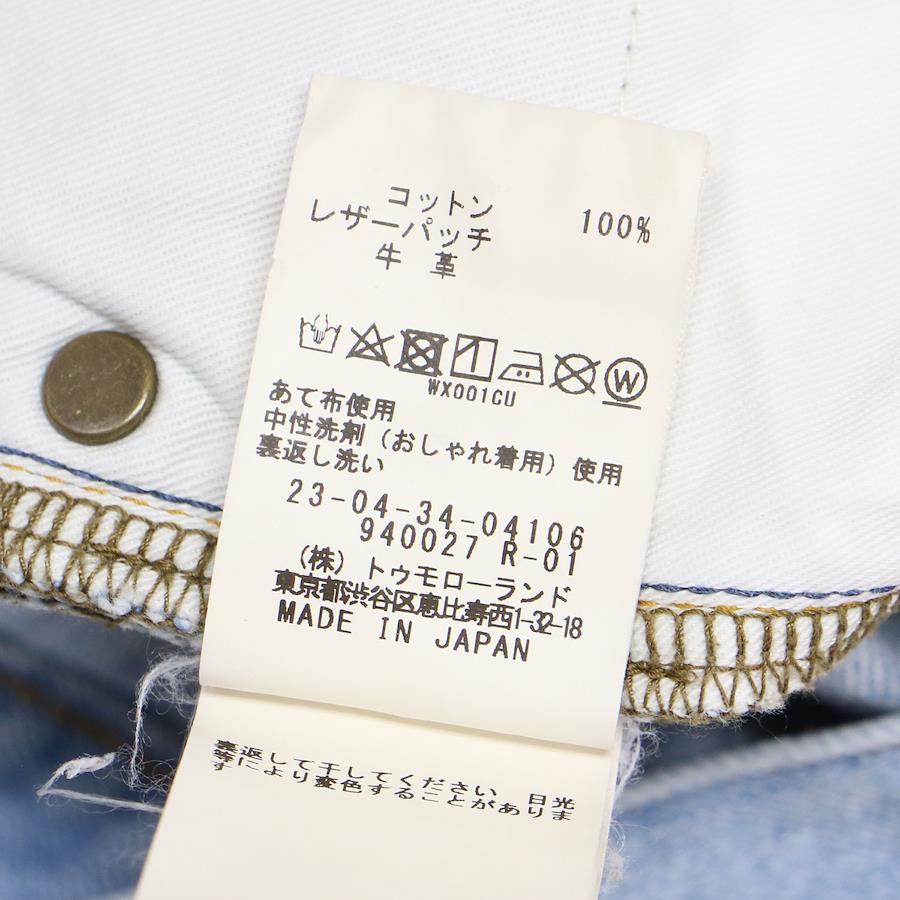 コットン 100%
レザーパッチ
牛 革
W
WX001CU
あて布使用
中性洗剤 (おしゃれ着用) 使用
裏返し洗い
23-04-34-04106
940027 R-01
(株) トゥモローランド
東京都渋谷区恵比寿西1-32-18
MADE IN JAPAN
裏返して干してください。日光
等により変色することがありま
す